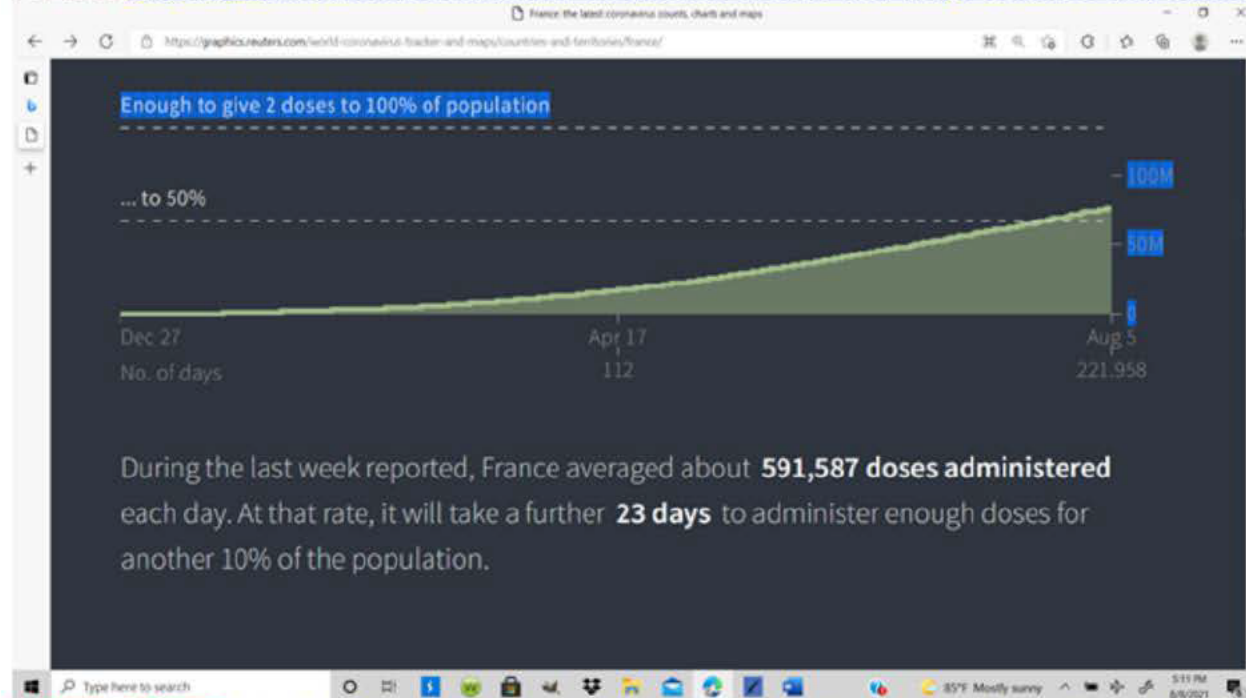 France: the latest coronavirus counts, charts and maps
https://graphics.reuters.com/world-coronavirus-tracker-and-maps/countries-and-territories/france/
Enough to give 2 doses to 100% of population
100M
... to 50%
50M
0
Dec 27 Apr 17 Aug 5
No. of days 112 221.958
During the last week reported, France averaged about 591,587 doses administered
each day. At that rate, it will take a further 23 days to administer enough doses for
another 10% of the population.
Type here to search
85°F Mostly sunny
5:11 PM